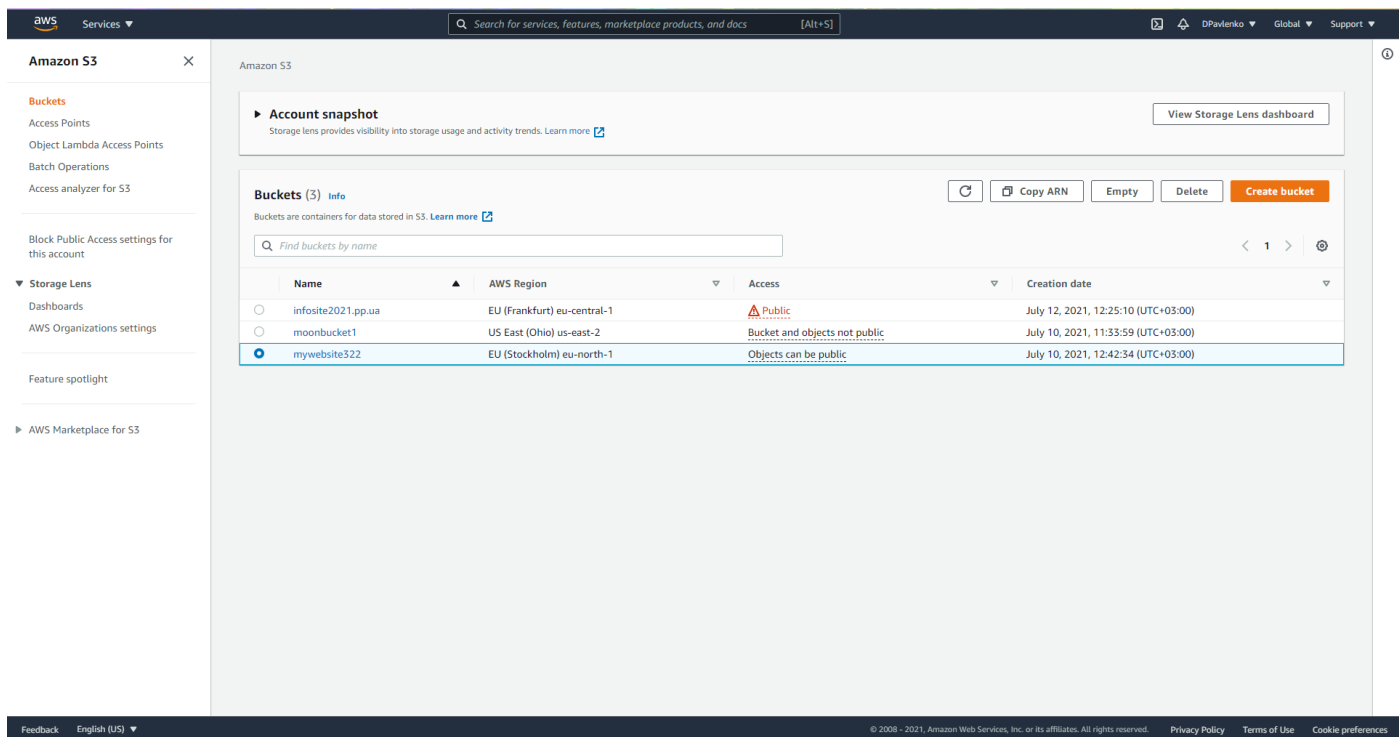 aws Services ▼ Search for services, features, marketplace products, and docs [Alt+S] DPavlenko ▼ Global ▼ Support ▼
Amazon S3
Buckets
Access Points
Object Lambda Access Points
Batch Operations
Access analyzer for S3
Block Public Access settings for
this account
Storage Lens
Dashboards
AWS Organizations settings
Feature spotlight
AWS Marketplace for S3
Amazon S3
Account snapshot
Storage lens provides visibility into storage usage and activity trends. Learn more
View Storage Lens dashboard
Buckets (3) Info
Buckets are containers for data stored in S3. Learn more
Copy ARN Empty Delete Create bucket
Find buckets by name
1
Name AWS Region Access Creation date
infosite2021.pp.ua EU (Frankfurt) eu-central-1 Public July 12, 2021, 12:25:10 (UTC+03:00)
moonbucket1 US East (Ohio) us-east-2 Bucket and objects not public July 10, 2021, 11:33:59 (UTC+03:00)
mywebsite322 EU (Stockholm) eu-north-1 Objects can be public July 10, 2021, 12:42:34 (UTC+03:00)
Feedback English (US) ▼ © 2008 - 2021, Amazon Web Services, Inc. or its affiliates. All rights reserved. Privacy Policy Terms of Use Cookie preferences